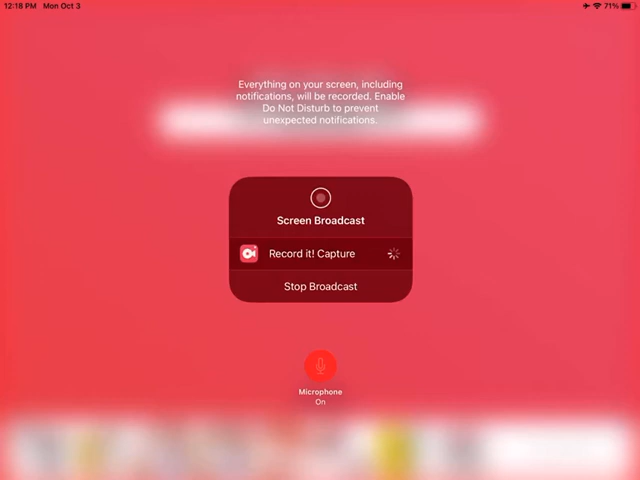 12:18 PM Mon Oct 3
71%
Everything on your screen, including
notifications, will be recorded. Enable
Do Not Disturb to prevent
unexpected notifications.
Screen Broadcast
Record it! Capture
Stop Broadcast
Microphone
On